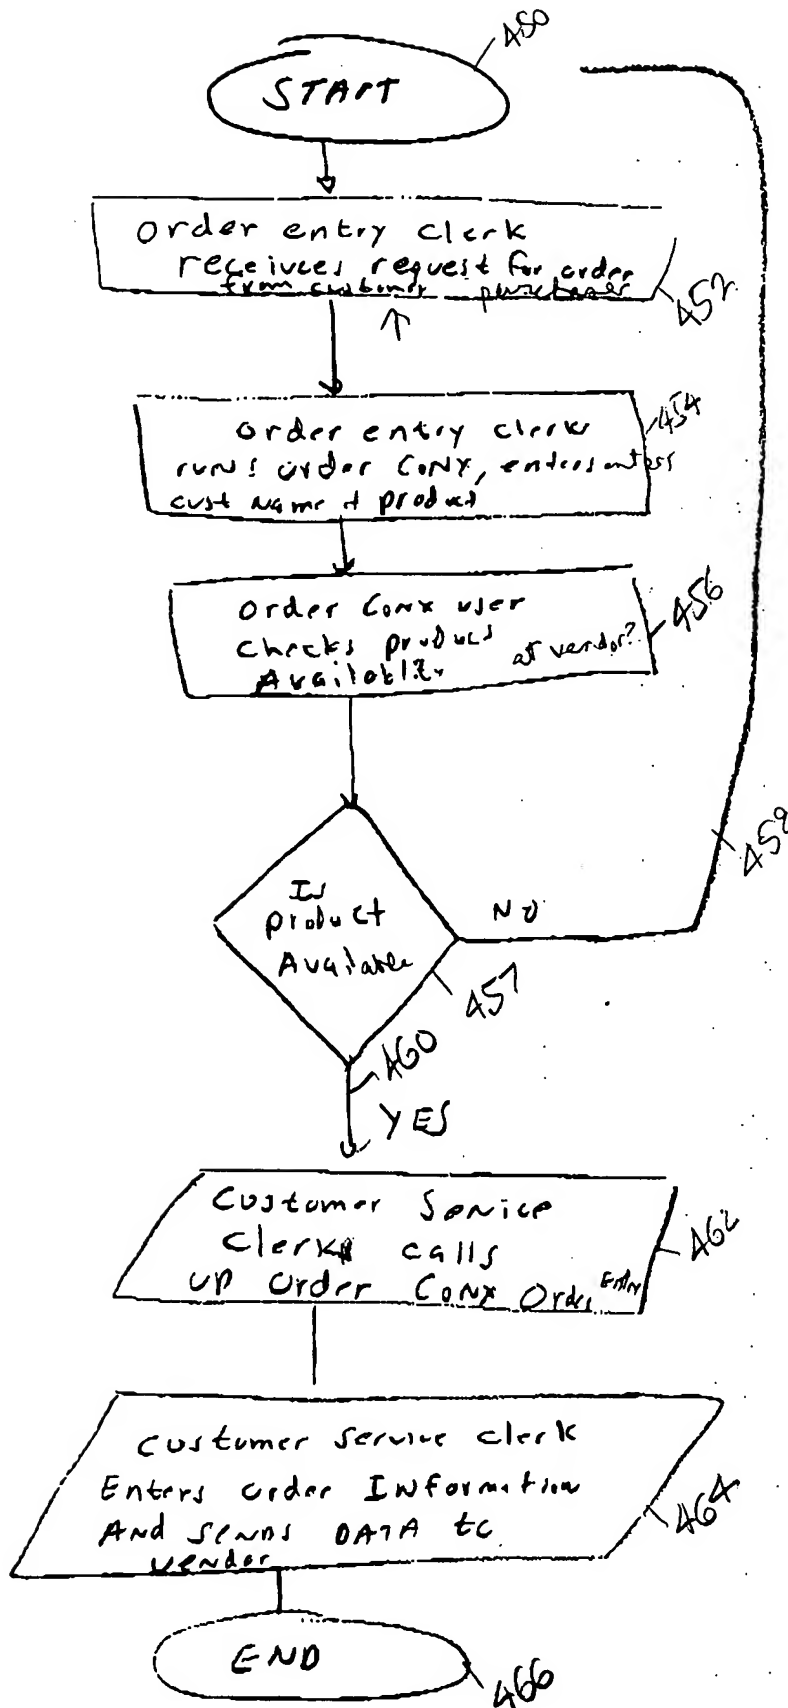 450
START
Order entry clerk
receives request for order
from customer purchaser
452
Order entry clerk
454
runs order CONX, enters
cust Name + product
Order Conx user
456
checks product
at vendor?
Is
product
Available
NO
457
460
YES
Customer Service
Clerk calls
462
up Order Conx Order Entry
Customer Service Clerk
Enters order INformation
464
And sends DATA to
vendor
END
466